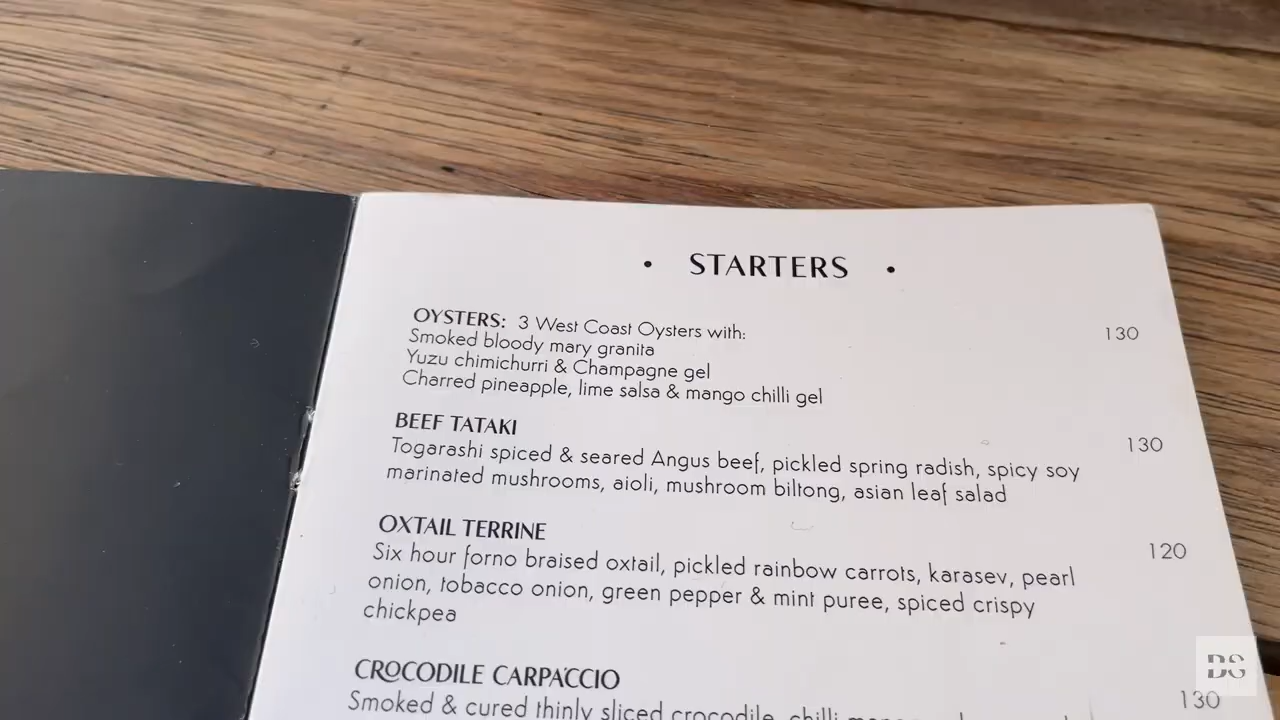 • STARTERS •
OYSTERS: 3 West Coast Oysters with: 130
Smoked bloody mary granita
Yuzu chimichurri & Champagne gel
Charred pineapple, lime salsa & mango chilli gel
BEEF TATAKI 130
Togarashi spiced & seared Angus beef, pickled spring radish, spicy soy
marinated mushrooms, aioli, mushroom biltong, asian leaf salad
OXTAIL TERRINE 120
Six hour forno braised oxtail, pickled rainbow carrots, karasev, pearl
onion, tobacco onion, green pepper & mint puree, spiced crispy
chickpea
CROCODILE CARPACCIO 130
Smoked & cured thinly sliced crocodile, chilli
DS